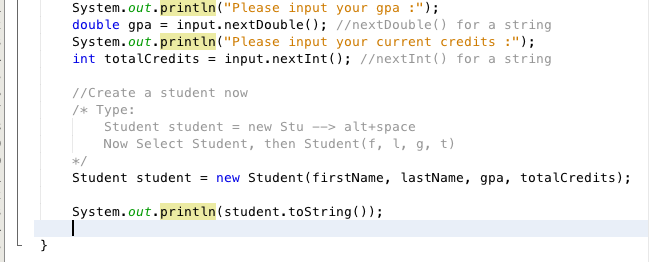 System.out.println("Please input your gpa :");
double gpa = input.nextDouble(); //nextDouble() for a string
System.out.println("Please input your current credits :");
int totalCredits = input.nextInt(); //nextInt() for a string
//Create a student now
/* Type:
Student student = new Stu --> alt+space
Now Select Student, then Student(f, l, g, t)
*/
Student student = new Student(firstName, lastName, gpa, totalCredits);
System.out.println(student.toString());
}